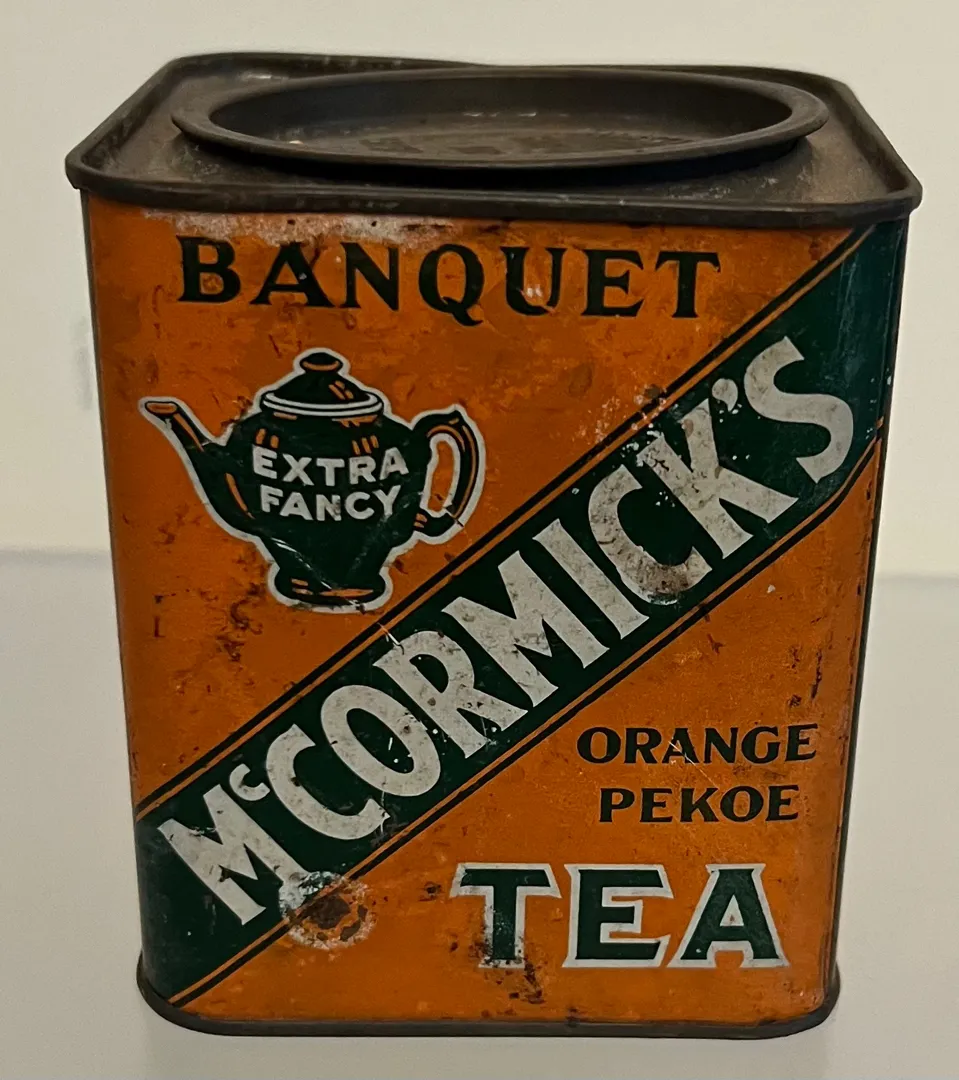 BANQUET
EXTRA
FANCY
McCORMICK'S
ORANGE
PEKOE
TEA